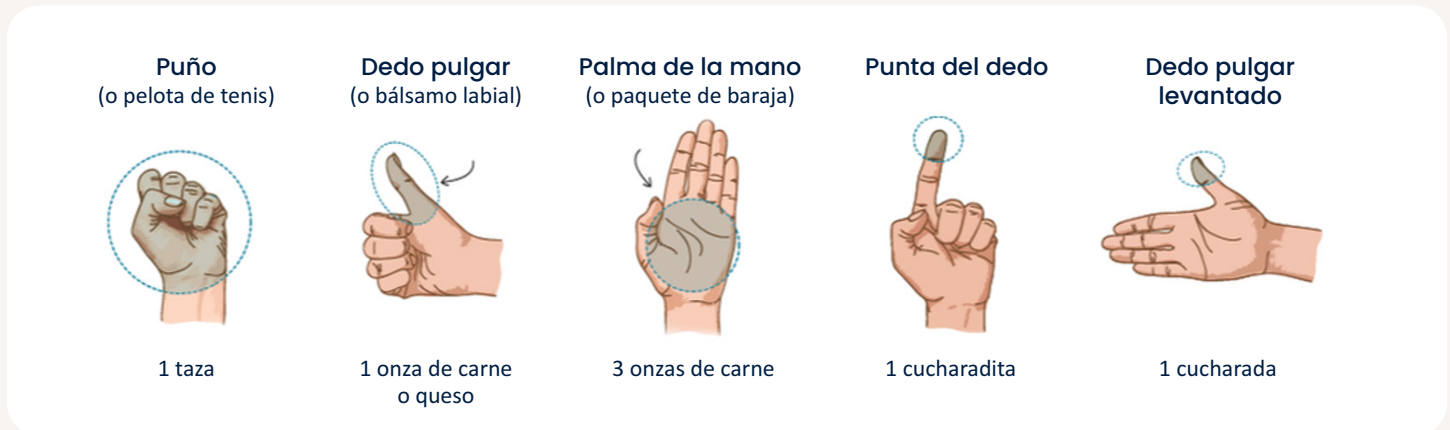 Puño
(o pelota de tenis)
1 taza
Dedo pulgar
(o bálsamo labial)
1 onza de carne
o queso
Palma de la mano
(o paquete de baraja)
3 onzas de carne
Punta del dedo
1 cucharadita
Dedo pulgar
levantado
1 cucharada